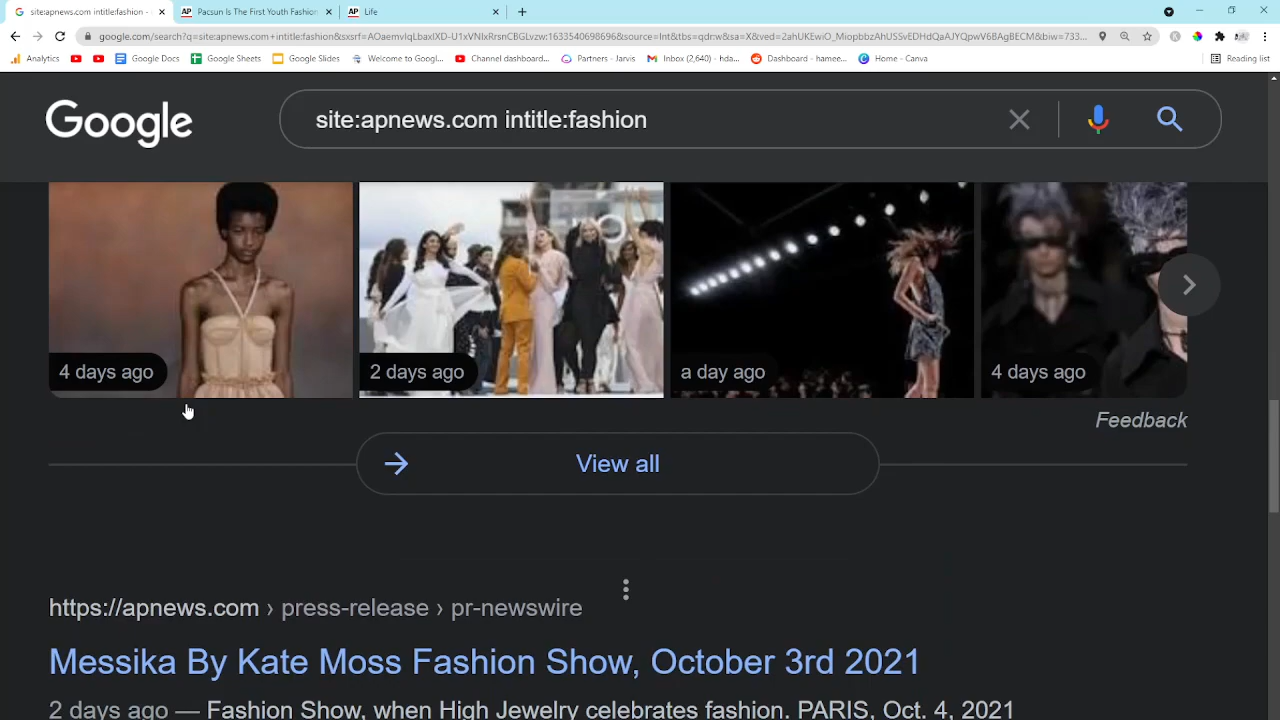 site:apnews.com intitle:fashion -
Pacsun Is The First Youth Fashion
Life
google.com/search?q=site:apnews.com+intitle:fashion&sxsrf=
Analytics
Google Docs
Google Sheets
Google Slides
Welcome to Googl...
Channel dashboard...
Partners - Jarvis
Inbox (2,640) - hda...
Dashboard - hamee...
Home - Canva
Reading list
Google
site:apnews.com intitle:fashion
4 days ago
2 days ago
a day ago
4 days ago
Feedback
View all
https://apnews.com › press-release › pr-newswire
Messika By Kate Moss Fashion Show, October 3rd 2021
2 days ago — Fashion Show, when High Jewelry celebrates fashion. PARIS, Oct. 4, 2021